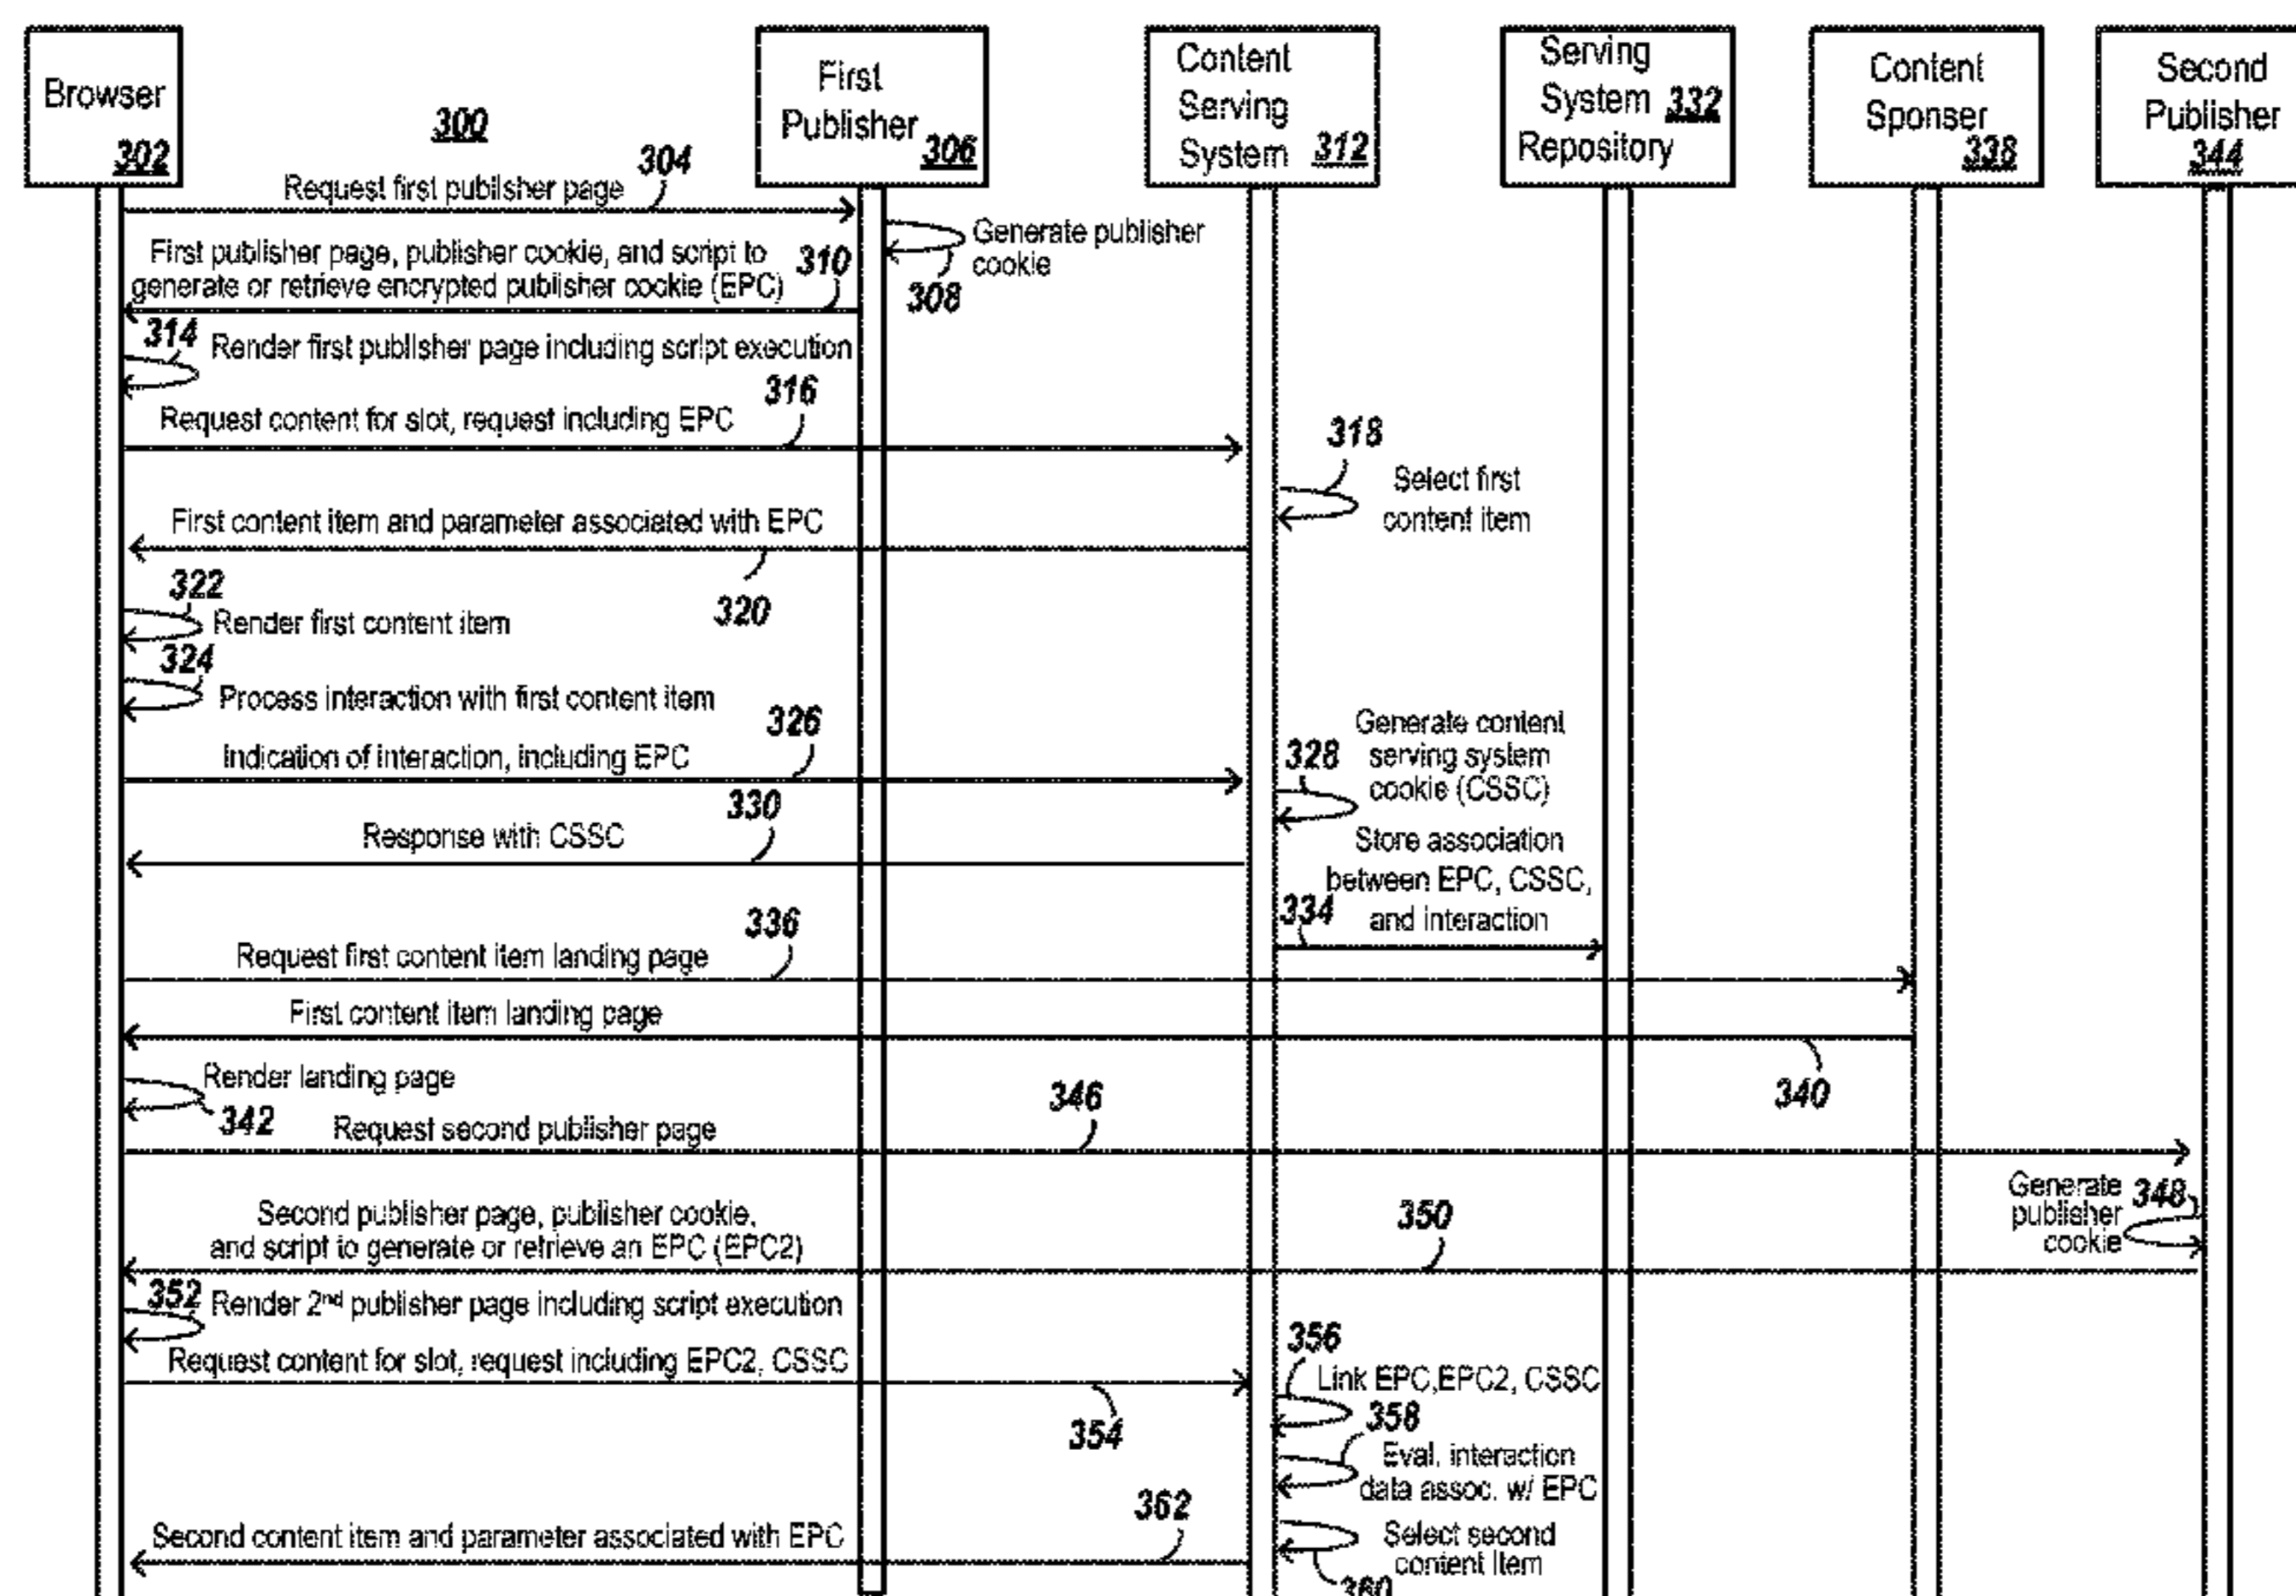 Browser
302
300
First
Publisher 306
Content
Serving
System 312
Serving
System 332
Repository
Content
Sponser
338
Second
Publisher
344
304
Request first publisher page
Generate publisher
cookie
308
First publisher page, publisher cookie, and script to
generate or retrieve encrypted publisher cookie (EPC)
310
314
Render first publisher page including script execution
316
Request content for slot, request including EPC
318
Select first
content item
First content item and parameter associated with EPC
320
322
Render first content item
324
Process interaction with first content item
326
Indication of interaction, including EPC
Generate content
serving system
cookie (CSSC)
328
330
Response with CSSC
Store association
between EPC, CSSC,
and interaction
334
336
Request first content item landing page
First content item landing page
340
Render landing page
342
346
Request second publisher page
Generate
publisher
cookie
348
Second publisher page, publisher cookie,
and script to generate or retrieve an EPC (EPC2)
350
352
Render 2nd publisher page including script execution
Request content for slot, request including EPC2, CSSC
354
356
Link EPC,EPC2, CSSC
358
Eval. interaction
data assoc. w/ EPC
362
Second content item and parameter associated with EPC
Select second
content item
360